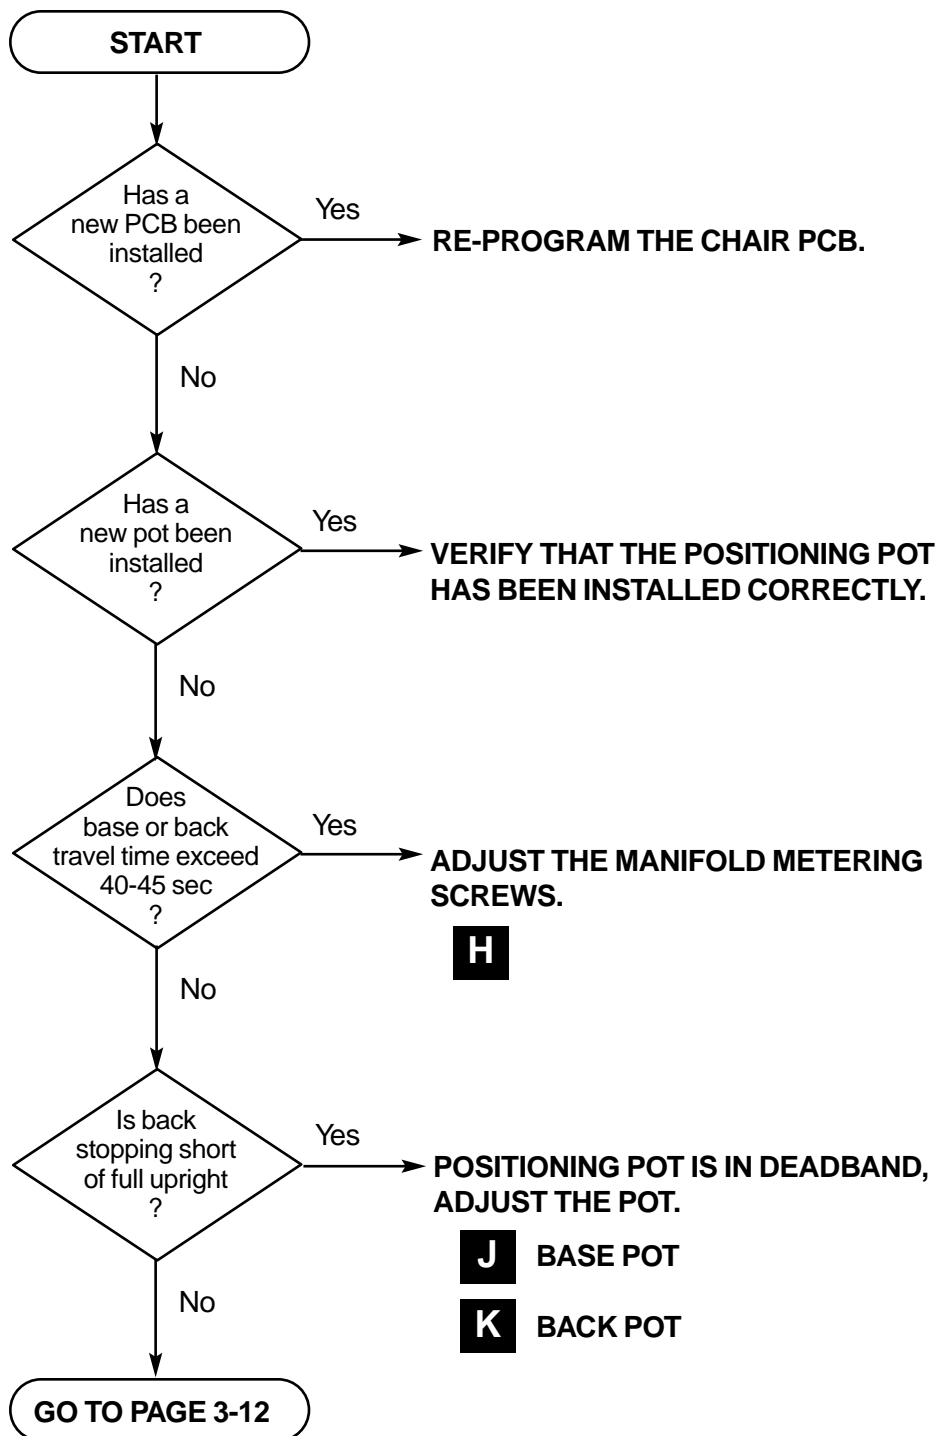 START
Has a
new PCB been
installed
?
Yes
RE-PROGRAM THE CHAIR PCB.
No
Has a
new pot been
installed
?
Yes
VERIFY THAT THE POSITIONING POT
HAS BEEN INSTALLED CORRECTLY.
No
Does
base or back
travel time exceed
40-45 sec
?
Yes
ADJUST THE MANIFOLD METERING
SCREWS.
H
No
Is back
stopping short
of full upright
?
Yes
POSITIONING POT IS IN DEADBAND,
ADJUST THE POT.
J BASE POT
K BACK POT
No
GO TO PAGE 3-12